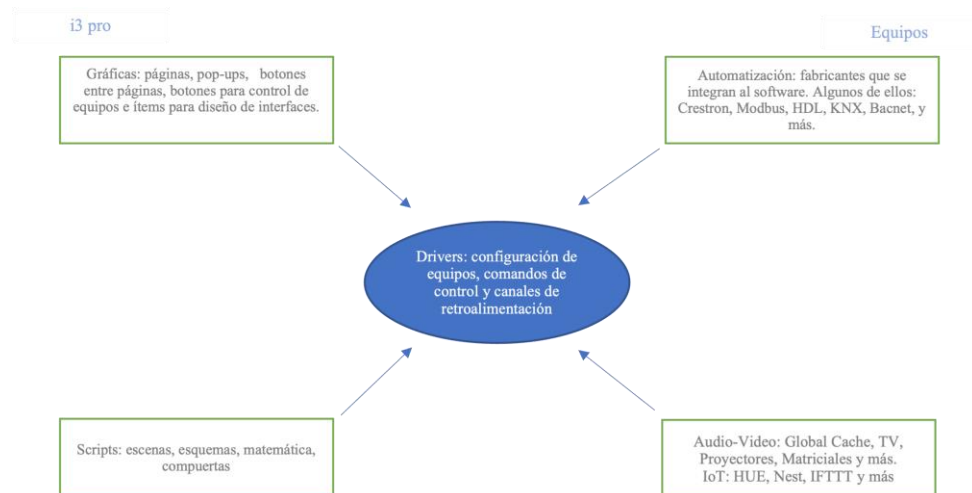 i3 pro
Equipos
Gráficas: páginas, pop-ups, botones
entre páginas, botones para control de
equipos e ítems para diseño de interfaces.
Automatización: fabricantes que se
integran al software. Algunos de ellos:
Crestron, Modbus, HDL, KNX, Bacnet, y
más.
Drivers: configuración de
equipos, comandos de
control y canales de
retroalimentación
Scripts: escenas, esquemas, matemática,
compuertas
Audio-Video: Global Cache, TV,
Proyectores, Matriciales y más.
IoT: HUE, Nest, IFTTT y más